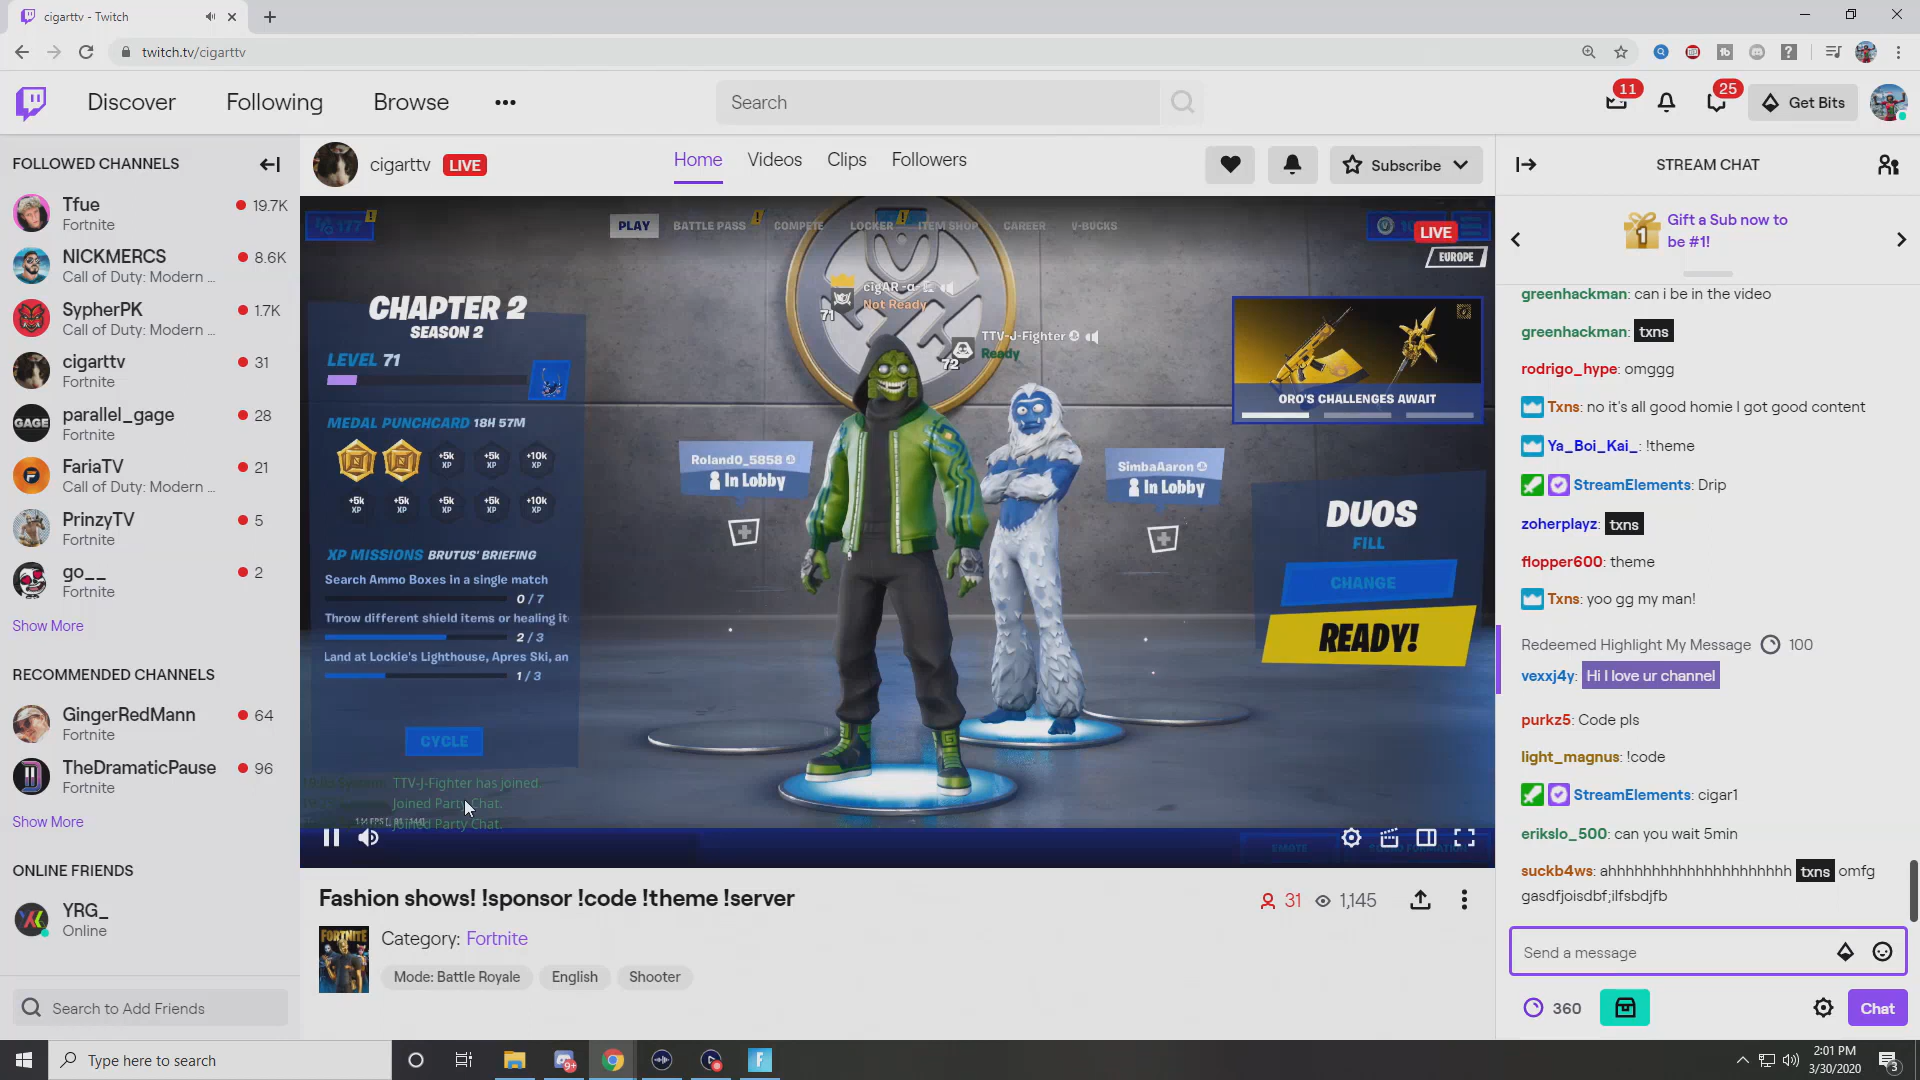 cigarttv - Twitch
twitch.tv/cigarttv
Discover
Following
Browse
Search
11
25
Get Bits
FOLLOWED CHANNELS
Tfue
19.7K
Fortnite
NICKMERCS
8.6K
Call of Duty: Modern ...
SypherPK
1.7K
Call of Duty: Modern ...
cigarttv
31
Fortnite
GAGE
parallel_gage
28
Fortnite
FariaTV
21
Call of Duty: Modern ...
PrinzyTV
5
Fortnite
go__
2
Fortnite
Show More
RECOMMENDED CHANNELS
GingerRedMann
64
Fortnite
TheDramaticPause
96
Fortnite
Show More
ONLINE FRIENDS
YRG_
Online
Search to Add Friends
cigarttv
LIVE
Home
Videos
Clips
Followers
Subscribe
PLAY
BATTLE PASS
COMPETE
LOCKER
ITEM SHOP
CAREER
V-BUCKS
LIVE
EUROPE
CHAPTER 2
SEASON 2
LEVEL 71
MEDAL PUNCHCARD 18H 57M
+5k XP
+5k XP
+10k XP
+5k XP
+5k XP
+5k XP
+5k XP
+10k XP
XP MISSIONS BRUTUS' BRIEFING
Search Ammo Boxes in a single match
0 / 7
Throw different shield items or healing it
2 / 3
Land at Lockie's Lighthouse, Apres Ski, an
1 / 3
CYCLE
TTV-J-Fighter has joined
Joined Party Chat.
Joined Party Chat.
71
Not Ready
TTV-J-Fighter
72
Ready
Roland0_5858
In Lobby
SimbaAaron
In Lobby
ORO'S CHALLENGES AWAIT
DUOS
FILL
CHANGE
READY!
EMOTE
Fashion shows! !sponsor !code !theme !server
31
1,145
FORTNITE
Category: Fortnite
Mode: Battle Royale
English
Shooter
STREAM CHAT
1
Gift a Sub now to
be #1!
greenhackman: can i be in the video
greenhackman: txns
rodrigo_hype: omggg
Txns: no it's all good homie I got good content
Ya_Boi_Kai_: !theme
StreamElements: Drip
zoherplayz: txns
flopper600: theme
Txns: yoo gg my man!
Redeemed Highlight My Message 100
vexxj4y: Hi I love ur channel
purkz5: Code pls
light_magnus: !code
StreamElements: cigar1
erikslo_500: can you wait 5min
suckb4ws: ahhhhhhhhhhhhhhhhhhhhh txns omfg
gasdfjoisdbf;ilfsbdjfb
Send a message
360
Chat
Type here to search
9+
2:01 PM
3/30/2020
3